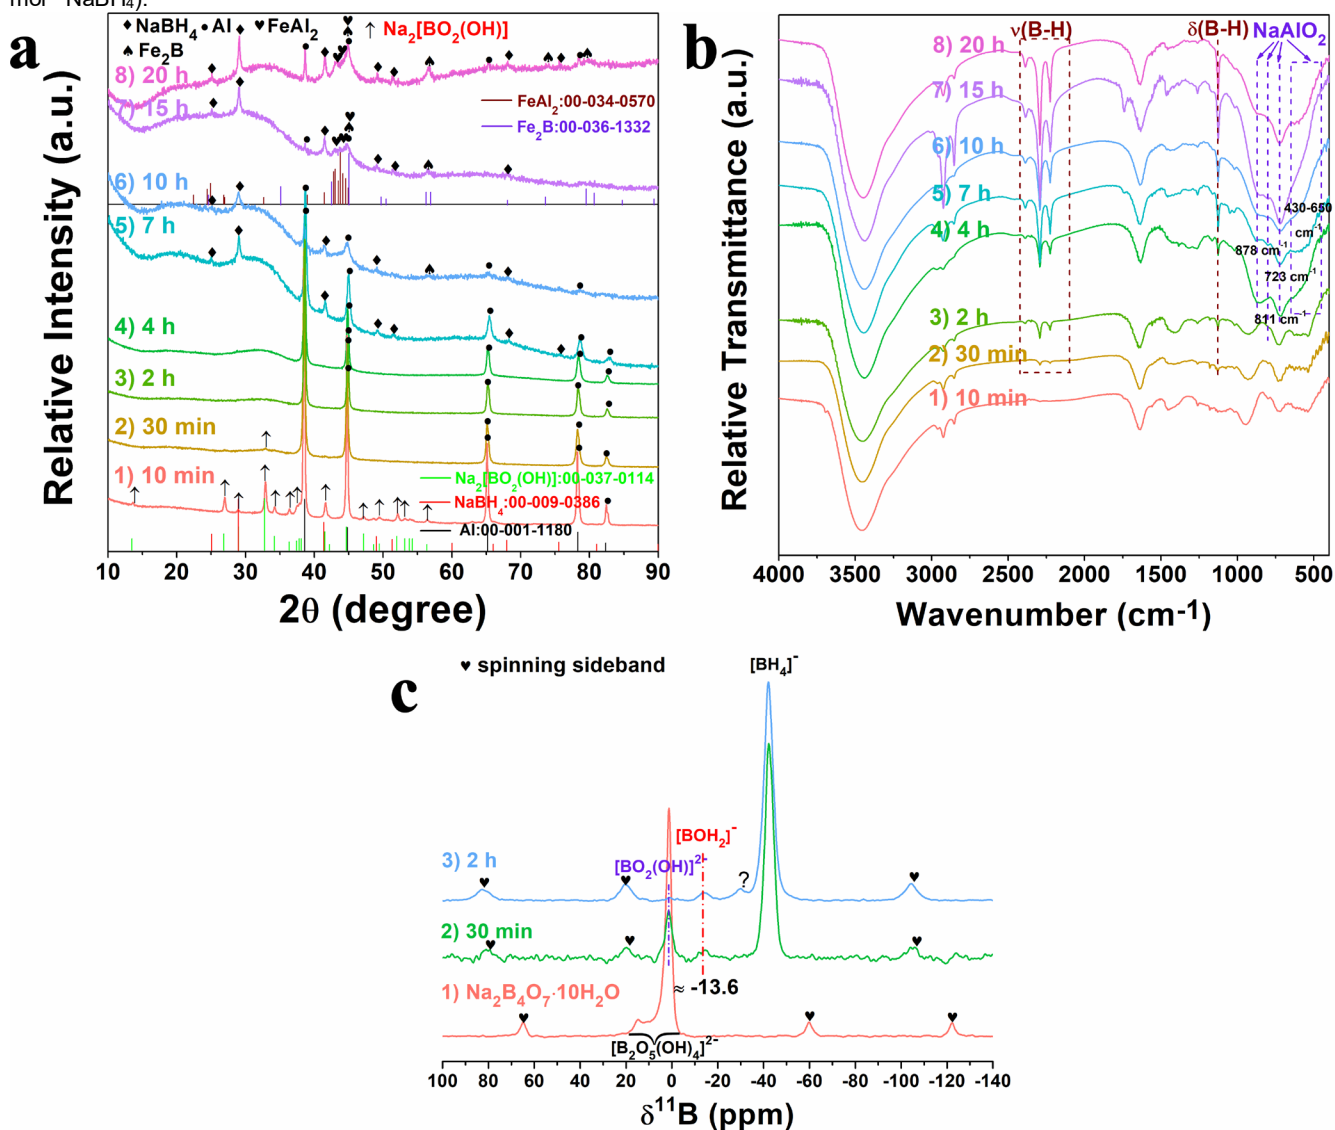 mol⁻¹ NaBH₄).
a
♦NaBH₄ •Al ♥FeAl₂ ↑ Na₂[BO₂(OH)]
♠Fe₂B
8) 20 h
7) 15 h
6) 10 h
5) 7 h
4) 4 h
3) 2 h
2) 30 min
1) 10 min
FeAl₂:00-034-0570
Fe₂B:00-036-1332
Na₂[BO₂(OH)]:00-037-0114
NaBH₄:00-009-0386
Al:00-001-1180
Relative Intensity (a.u.)
10 20 30 40 50 60 70 80 90
2θ (degree)
b
ν(B-H)
δ(B-H) NaAlO₂
8) 20 h
7) 15 h
6) 10 h
5) 7 h
4) 4 h
3) 2 h
2) 30 min
1) 10 min
430-650
cm⁻¹
878 cm⁻¹
723 cm⁻¹
811 cm⁻¹
Relative Transmittance (a.u.)
4000 3500 3000 2500 2000 1500 1000 500
Wavenumber (cm⁻¹)
c
♥ spinning sideband
[BH₄]⁻
[BOH₂]⁻
[BO₂(OH)]²⁻
?
3) 2 h
2) 30 min
≈ -13.6
1) Na₂B₄O₇·10H₂O
[B₂O₅(OH)₄]²⁻
100 80 60 40 20 0 -20 -40 -60 -80 -100 -120 -140
δ¹¹B (ppm)